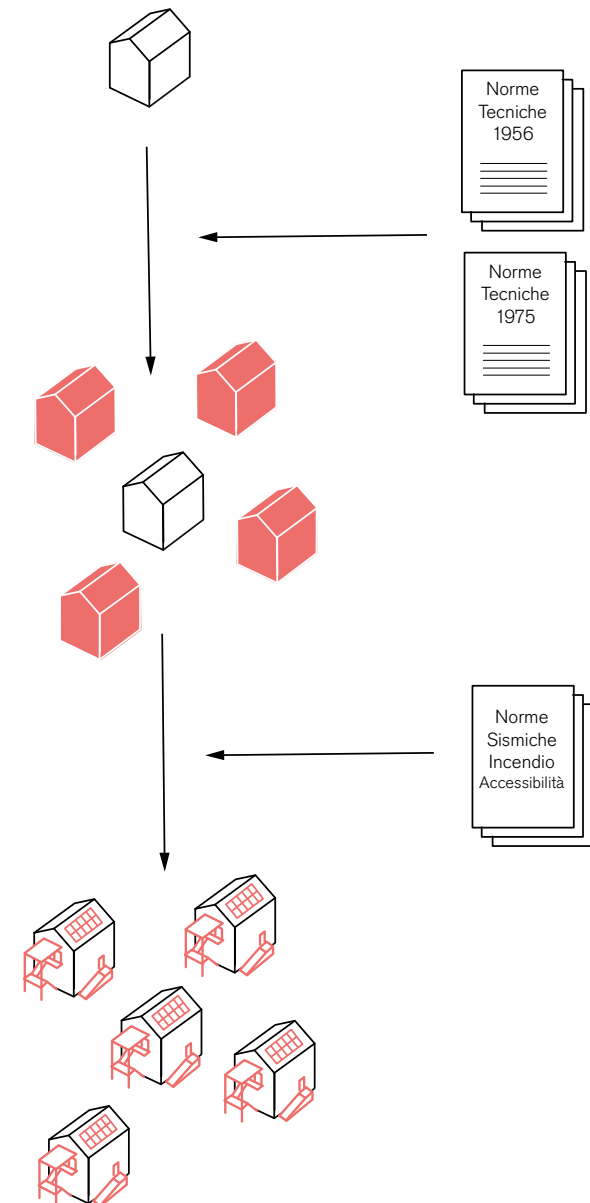 Norme
Tecniche
1956
Norme
Tecniche
1975
Norme
Sismiche
Incendio
Accessibilità